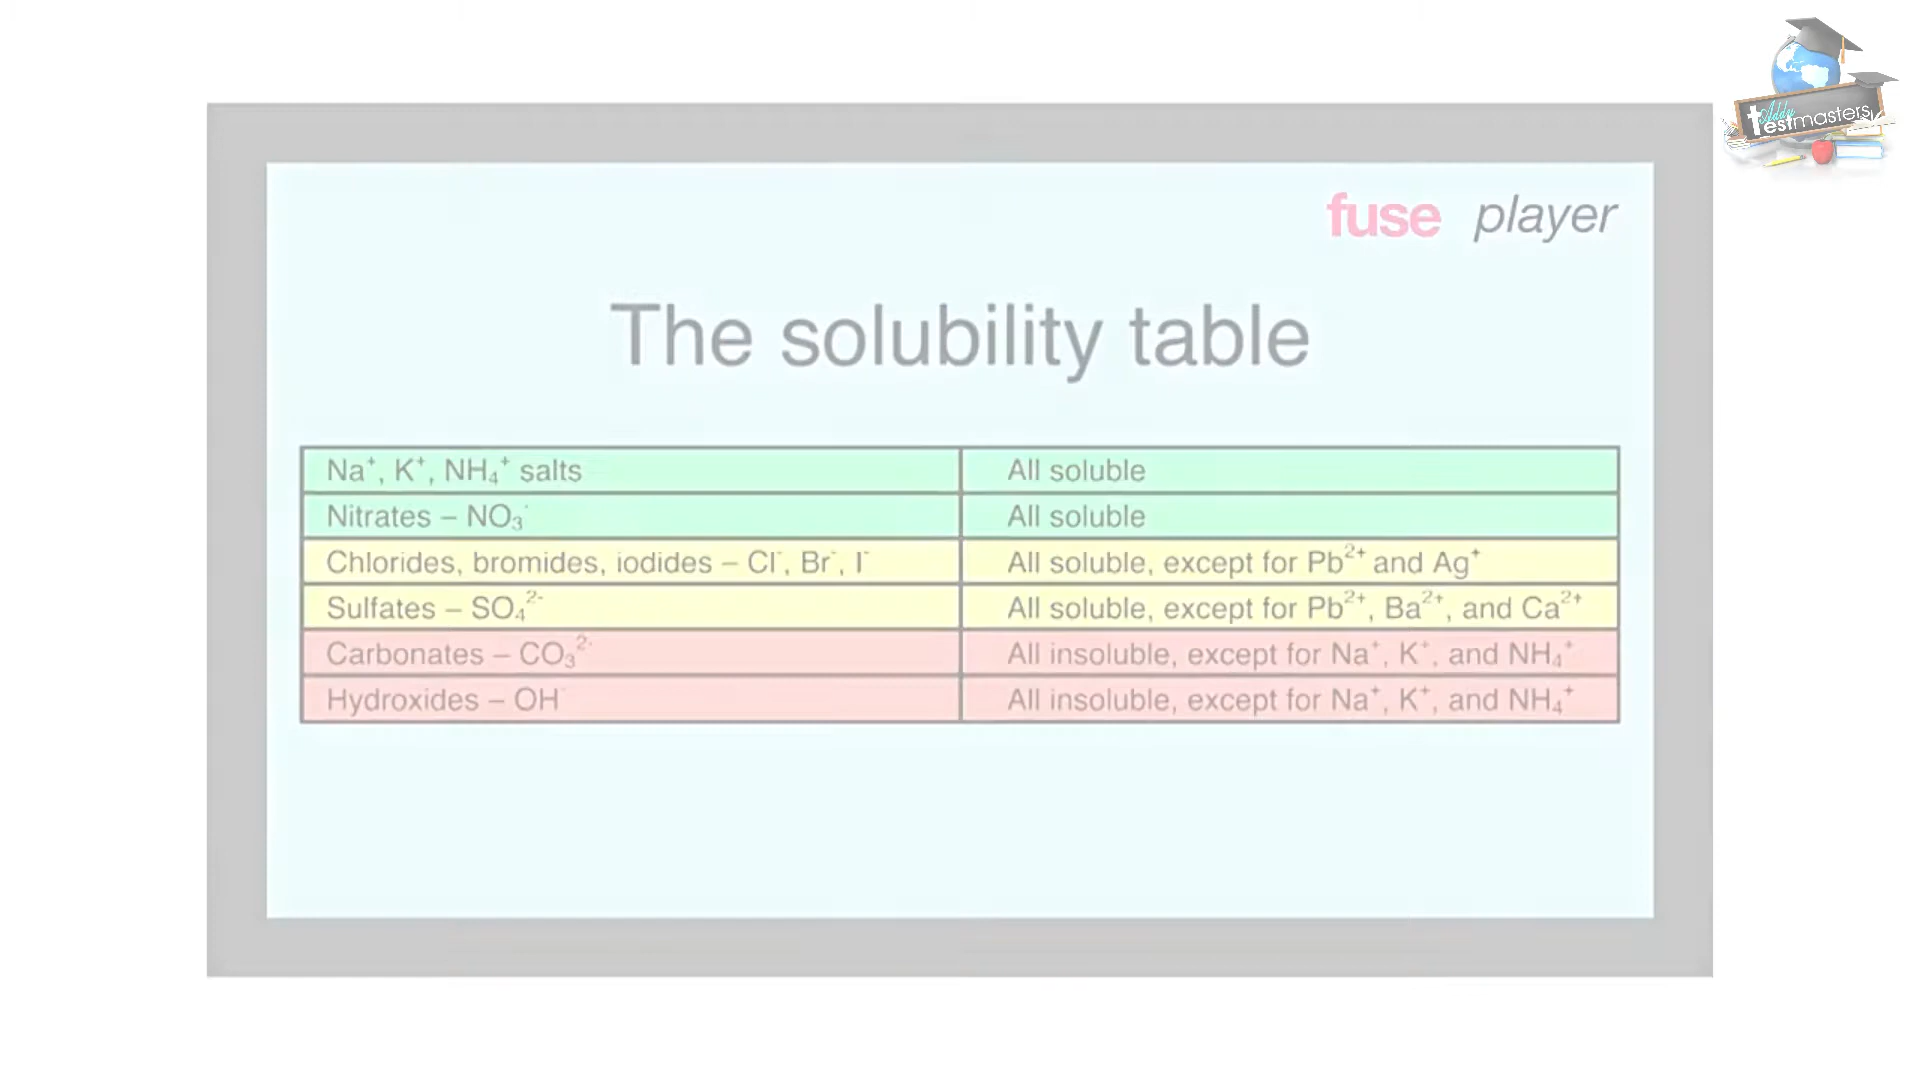 Addy
testmasters
fuse player
The solubility table
Na⁺, K⁺, NH₄⁺ salts All soluble
Nitrates – NO₃⁻ All soluble
Chlorides, bromides, iodides – Cl⁻, Br⁻, I⁻ All soluble, except for Pb²⁺ and Ag⁺
Sulfates – SO₄²⁻ All soluble, except for Pb²⁺, Ba²⁺, and Ca²⁺
Carbonates – CO₃²⁻ All insoluble, except for Na⁺, K⁺, and NH₄⁺
Hydroxides – OH⁻ All insoluble, except for Na⁺, K⁺, and NH₄⁺